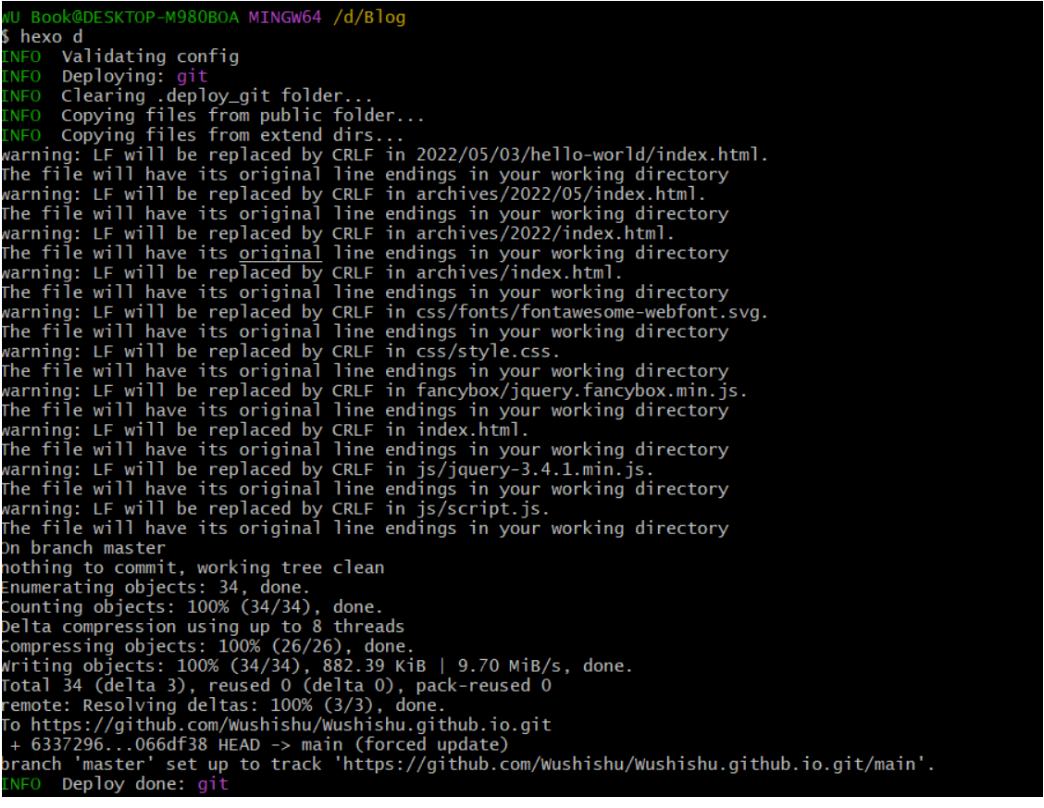 WU Book@DESKTOP-M980BOA MINGW64 /d/Blog
$ hexo d
INFO  Validating config
INFO  Deploying: git
INFO  Clearing .deploy_git folder...
INFO  Copying files from public folder...
INFO  Copying files from extend dirs...
warning: LF will be replaced by CRLF in 2022/05/03/hello-world/index.html.
The file will have its original line endings in your working directory
warning: LF will be replaced by CRLF in archives/2022/05/index.html.
The file will have its original line endings in your working directory
warning: LF will be replaced by CRLF in archives/2022/index.html.
The file will have its original line endings in your working directory
warning: LF will be replaced by CRLF in archives/index.html.
The file will have its original line endings in your working directory
warning: LF will be replaced by CRLF in css/fonts/fontawesome-webfont.svg.
The file will have its original line endings in your working directory
warning: LF will be replaced by CRLF in css/style.css.
The file will have its original line endings in your working directory
warning: LF will be replaced by CRLF in fancybox/jquery.fancybox.min.js.
The file will have its original line endings in your working directory
warning: LF will be replaced by CRLF in index.html.
The file will have its original line endings in your working directory
warning: LF will be replaced by CRLF in js/jquery-3.4.1.min.js.
The file will have its original line endings in your working directory
warning: LF will be replaced by CRLF in js/script.js.
The file will have its original line endings in your working directory
On branch master
nothing to commit, working tree clean
Enumerating objects: 34, done.
Counting objects: 100% (34/34), done.
Delta compression using up to 8 threads
Compressing objects: 100% (26/26), done.
Writing objects: 100% (34/34), 882.39 KiB | 9.70 MiB/s, done.
Total 34 (delta 3), reused 0 (delta 0), pack-reused 0
remote: Resolving deltas: 100% (3/3), done.
To https://github.com/Wushishu/Wushishu.github.io.git
 + 6337296...066df38 HEAD -> main (forced update)
branch 'master' set up to track 'https://github.com/Wushishu/Wushishu.github.io.git/main'.
INFO  Deploy done: git